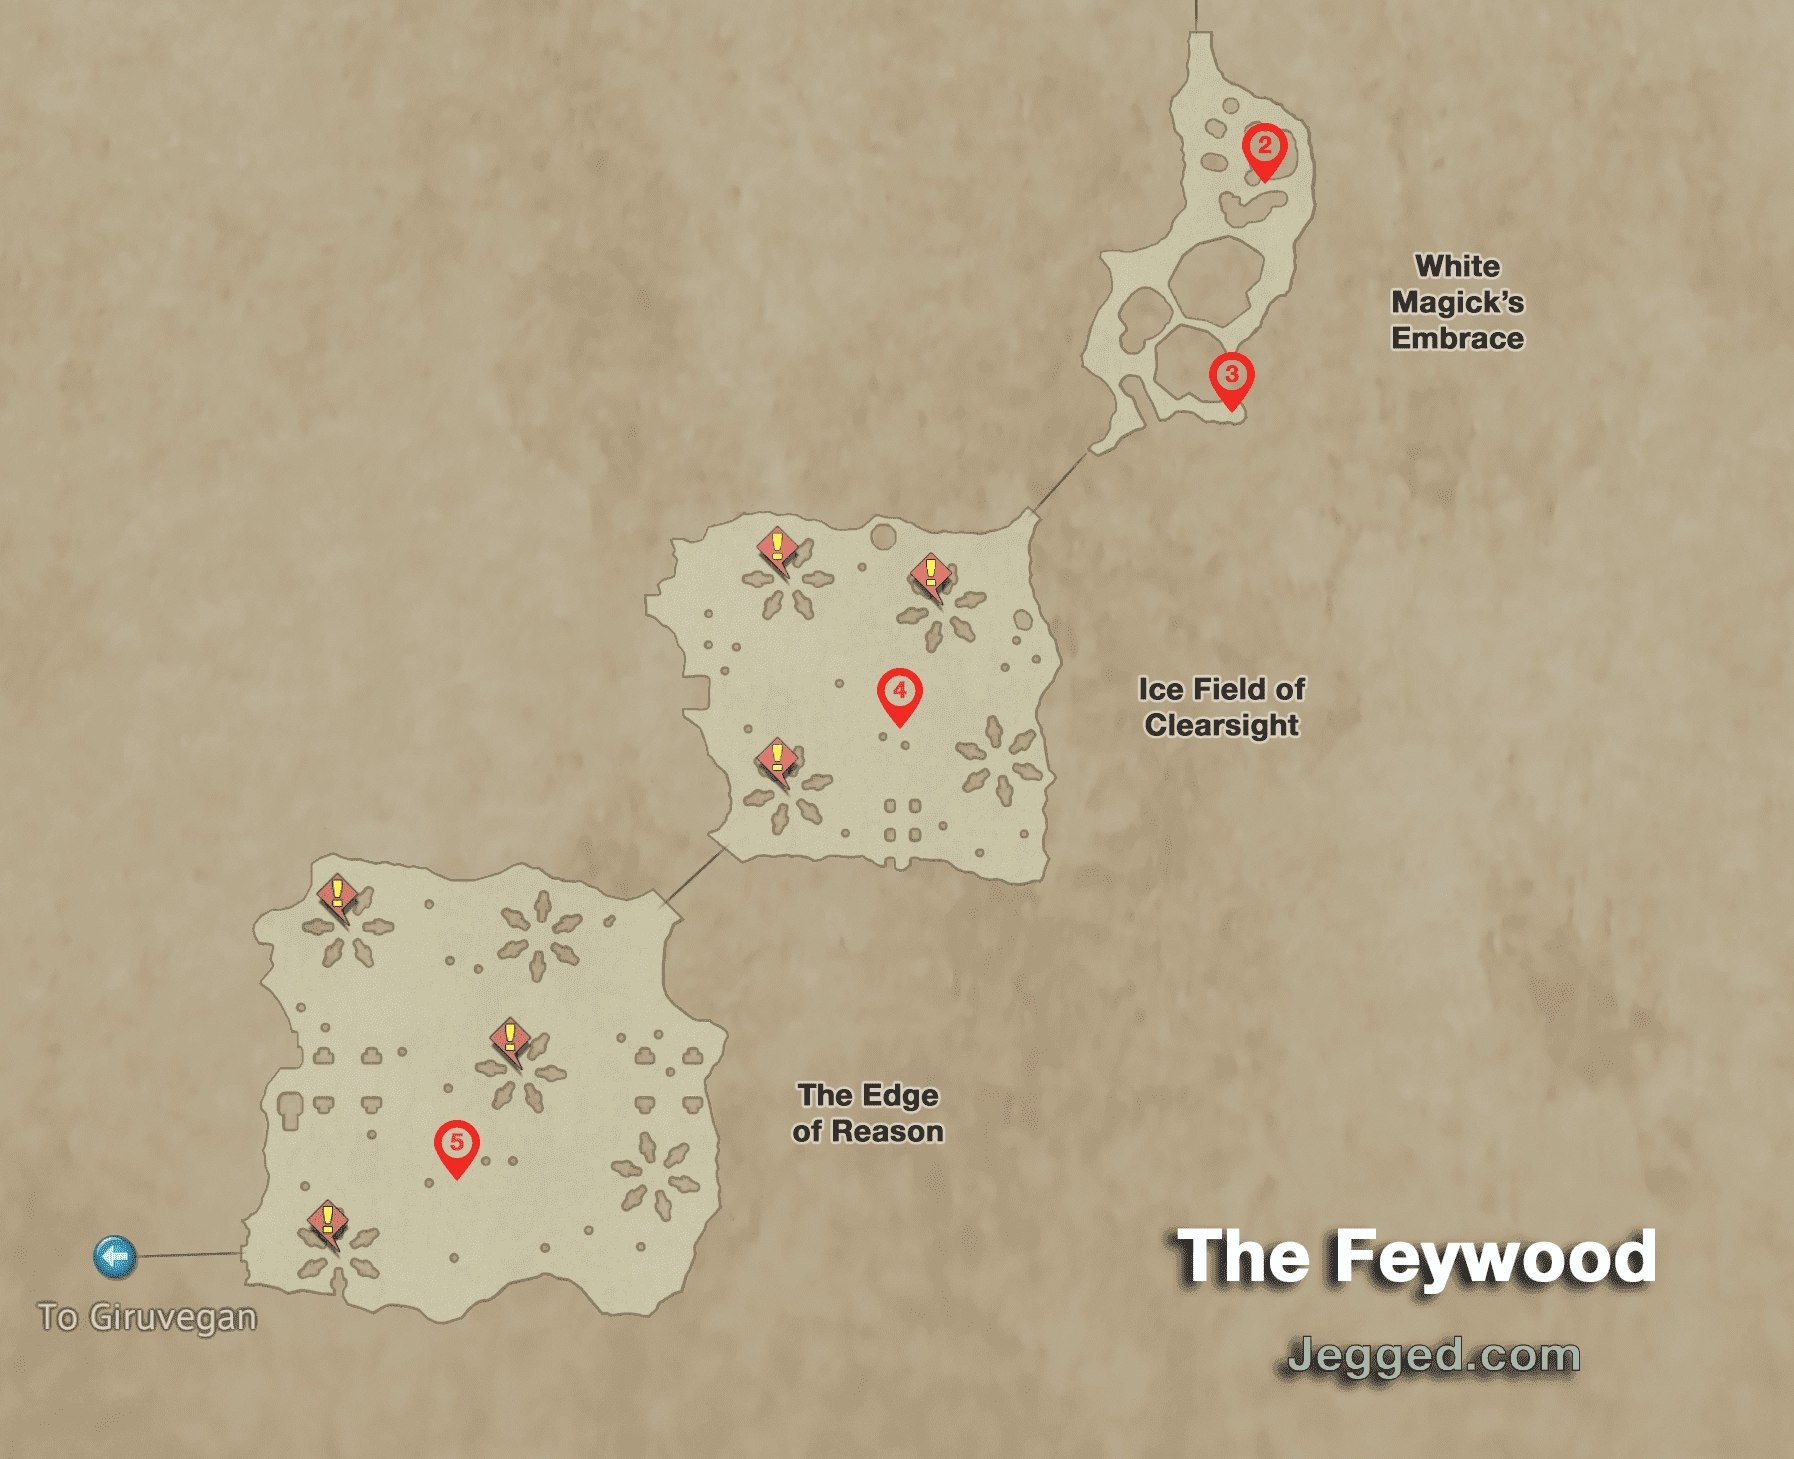 2
White
Magick's
Embrace
3
!
!
Ice Field of
Clearsight
4
!
!
!
The Edge
of Reason
5
!
The Feywood
To Giruvegan
Jegged.com